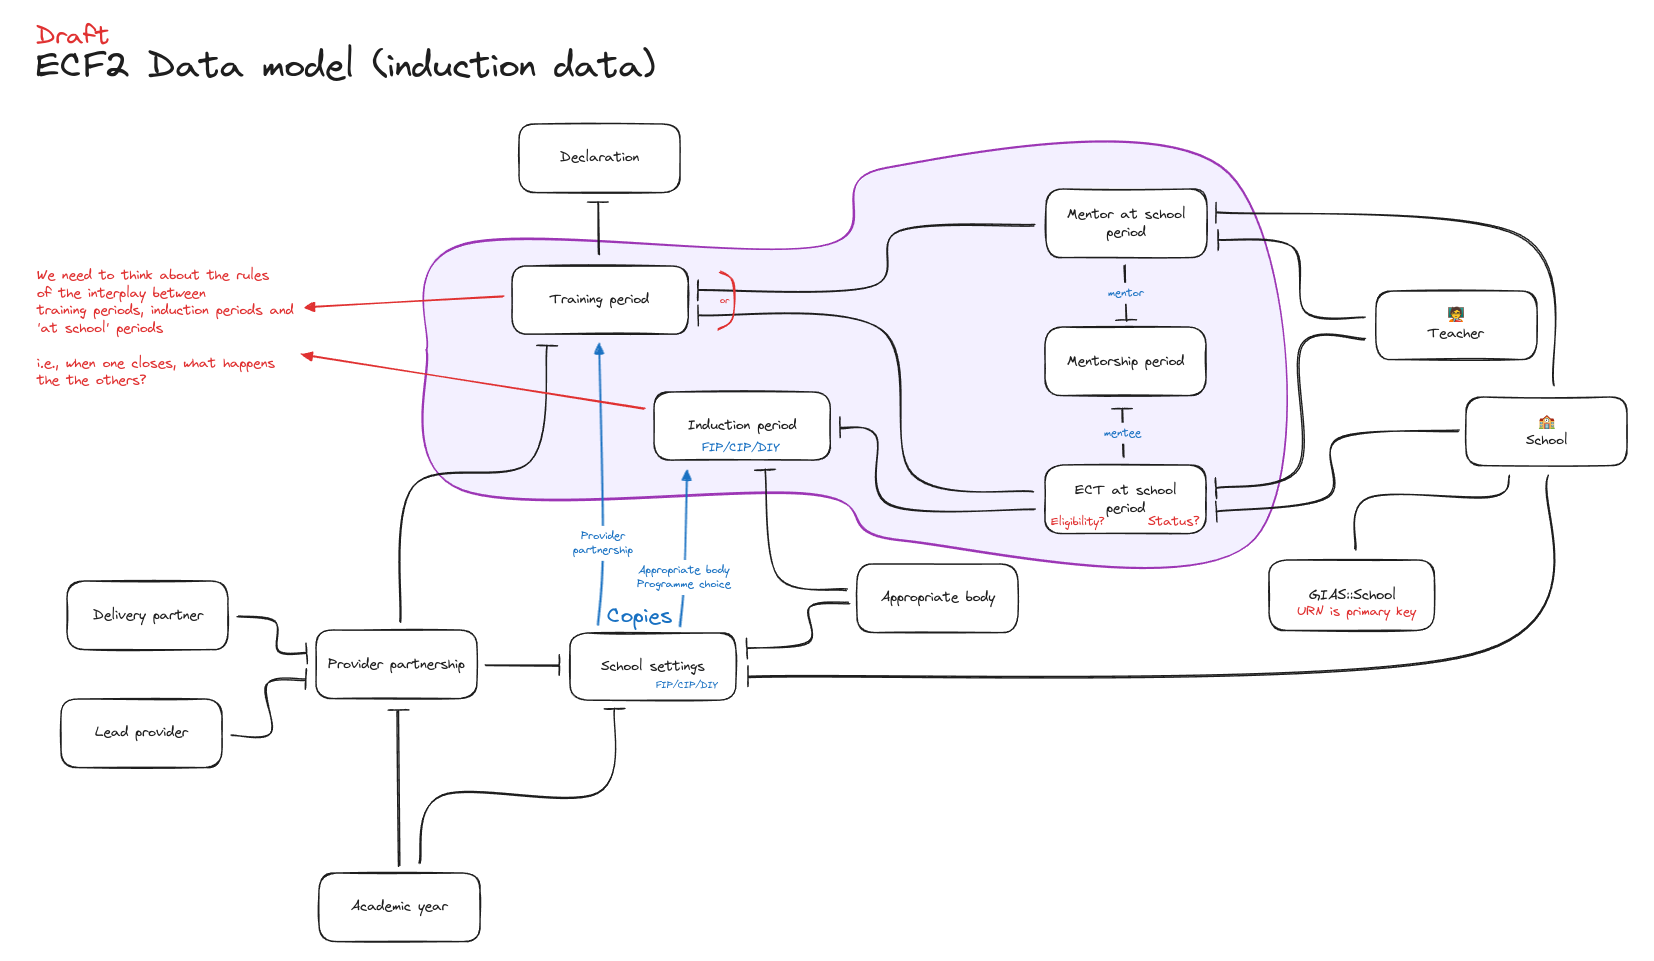 Draft
ECF2 Data model (induction data)
Declaration
Mentor at school
period
We need to think about the rules
of the interplay between
training periods, induction periods and
'at school' periods
i.e., when one closes, what happens
the the others?
Training period
or
mentor
Teacher
Mentorship period
Induction period
FIP/CIP/DIY
mentee
School
ECT at school
period
Eligibility?
Status?
Provider
partnership
Appropriate body
Programme choice
Copies
Appropriate body
GIAS::School
URN is primary key
Delivery partner
Provider partnership
School settings
FIP/CIP/DIY
Lead provider
Academic year